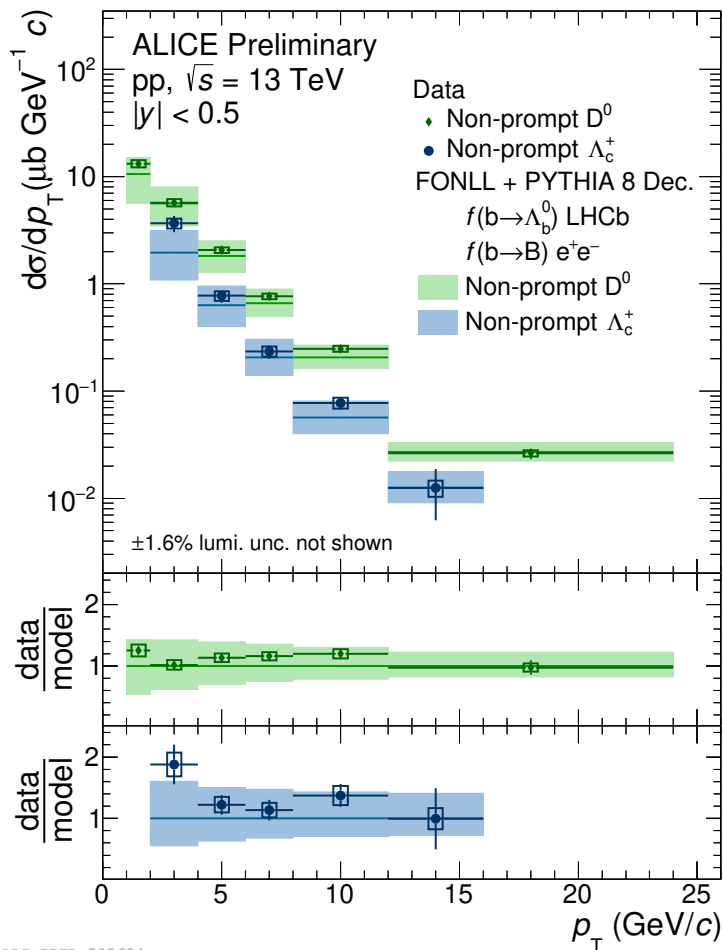 ALICE Preliminary
pp, √s = 13 TeV
|y| < 0.5
Data
Non-prompt D⁰
Non-prompt Λc⁺
FONLL + PYTHIA 8 Dec.
f(b→Λb⁰) LHCb
f(b→B) e⁺e⁻
Non-prompt D⁰
Non-prompt Λc⁺
dσ/dpT(μb GeV⁻¹ c)
10²
10
1
10⁻¹
10⁻²
±1.6% lumi. unc. not shown
data
model
2
1
data
model
2
1
0 5 10 15 20 25
pT (GeV/c)